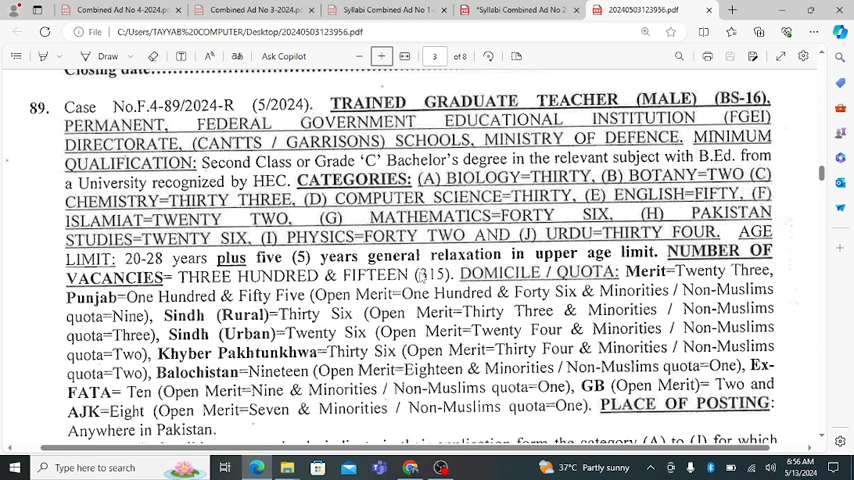 Combined Ad No 4-2024.p
Combined Ad No 3-2024.p
Syllabi Combined Ad No 1-
*Syllabi Combined Ad No 2-
20240503123956.pdf
File
C:/Users/TAYYAB%20COMPUTER/Desktop/20240503123956.pdf
Draw
Ask Copilot
3
of 8
Closing date
89. Case No.F.4-89/2024-R (5/2024). TRAINED GRADUATE TEACHER (MALE) (BS-16),
PERMANENT, FEDERAL GOVERNMENT EDUCATIONAL INSTITUTION (FGEI)
DIRECTORATE, (CANTTS / GARRISONS) SCHOOLS, MINISTRY OF DEFENCE. MINIMUM
QUALIFICATION: Second Class or Grade ‘C’ Bachelor’s degree in the relevant subject with B.Ed. from
a University recognized by HEC. CATEGORIES: (A) BIOLOGY=THIRTY, (B) BOTANY=TWO (C)
CHEMISTRY=THIRTY THREE, (D) COMPUTER SCIENCE=THIRTY, (E) ENGLISH=FIFTY, (F)
ISLAMIAT=TWENTY TWO, (G) MATHEMATICS=FORTY SIX, (H) PAKISTAN
STUDIES=TWENTY SIX, (I) PHYSICS=FORTY TWO AND (J) URDU=THIRTY FOUR. AGE
LIMIT: 20-28 years plus five (5) years general relaxation in upper age limit. NUMBER OF
VACANCIES= THREE HUNDRED & FIFTEEN (315). DOMICILE / QUOTA: Merit=Twenty Three,
Punjab=One Hundred & Fifty Five (Open Merit=One Hundred & Forty Six & Minorities / Non-Muslims
quota=Nine), Sindh (Rural)=Thirty Six (Open Merit=Thirty Three & Minorities / Non-Muslims
quota=Three), Sindh (Urban)=Twenty Six (Open Merit=Twenty Four & Minorities / Non-Muslims
quota=Two), Khyber Pakhtunkhwa=Thirty Six (Open Merit=Thirty Four & Minorities / Non-Muslims
quota=Two), Balochistan=Nineteen (Open Merit=Eighteen & Minorities / Non-Muslims quota=One), Ex-
FATA= Ten (Open Merit=Nine & Minorities / Non-Muslims quota=One), GB (Open Merit)= Two and
AJK=Eight (Open Merit=Seven & Minorities / Non-Muslims quota=One). PLACE OF POSTING:
Anywhere in Pakistan.
Type here to search
37°C Partly sunny
6:56 AM
5/13/2024